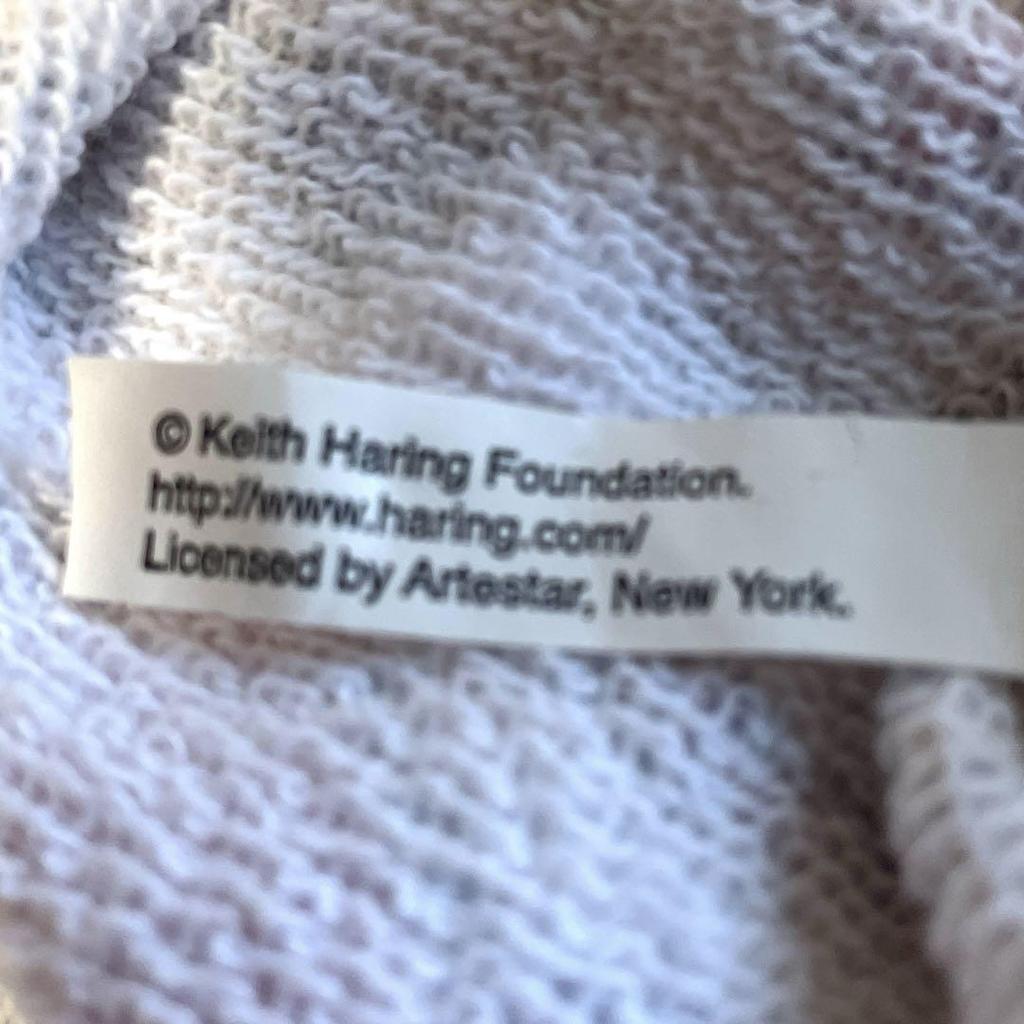 © Keith Haring Foundation.
http://www.haring.com/
Licensed by Artestar, New York.